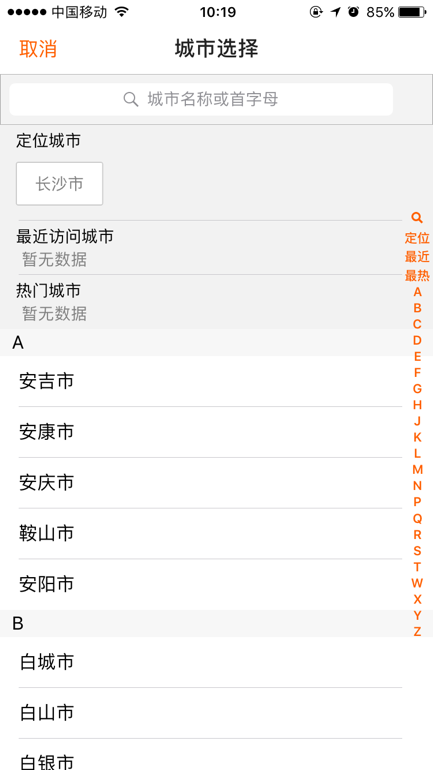 中国移动 10:19 85%
取消 城市选择
城市名称或首字母
定位城市
长沙市
最近访问城市
暂无数据
热门城市
暂无数据
A
安吉市
安康市
安庆市
鞍山市
安阳市
B
白城市
白山市
白银市
定位
最近
最热
A
B
C
D
E
F
G
H
J
K
L
M
N
P
Q
R
S
T
W
X
Y
Z